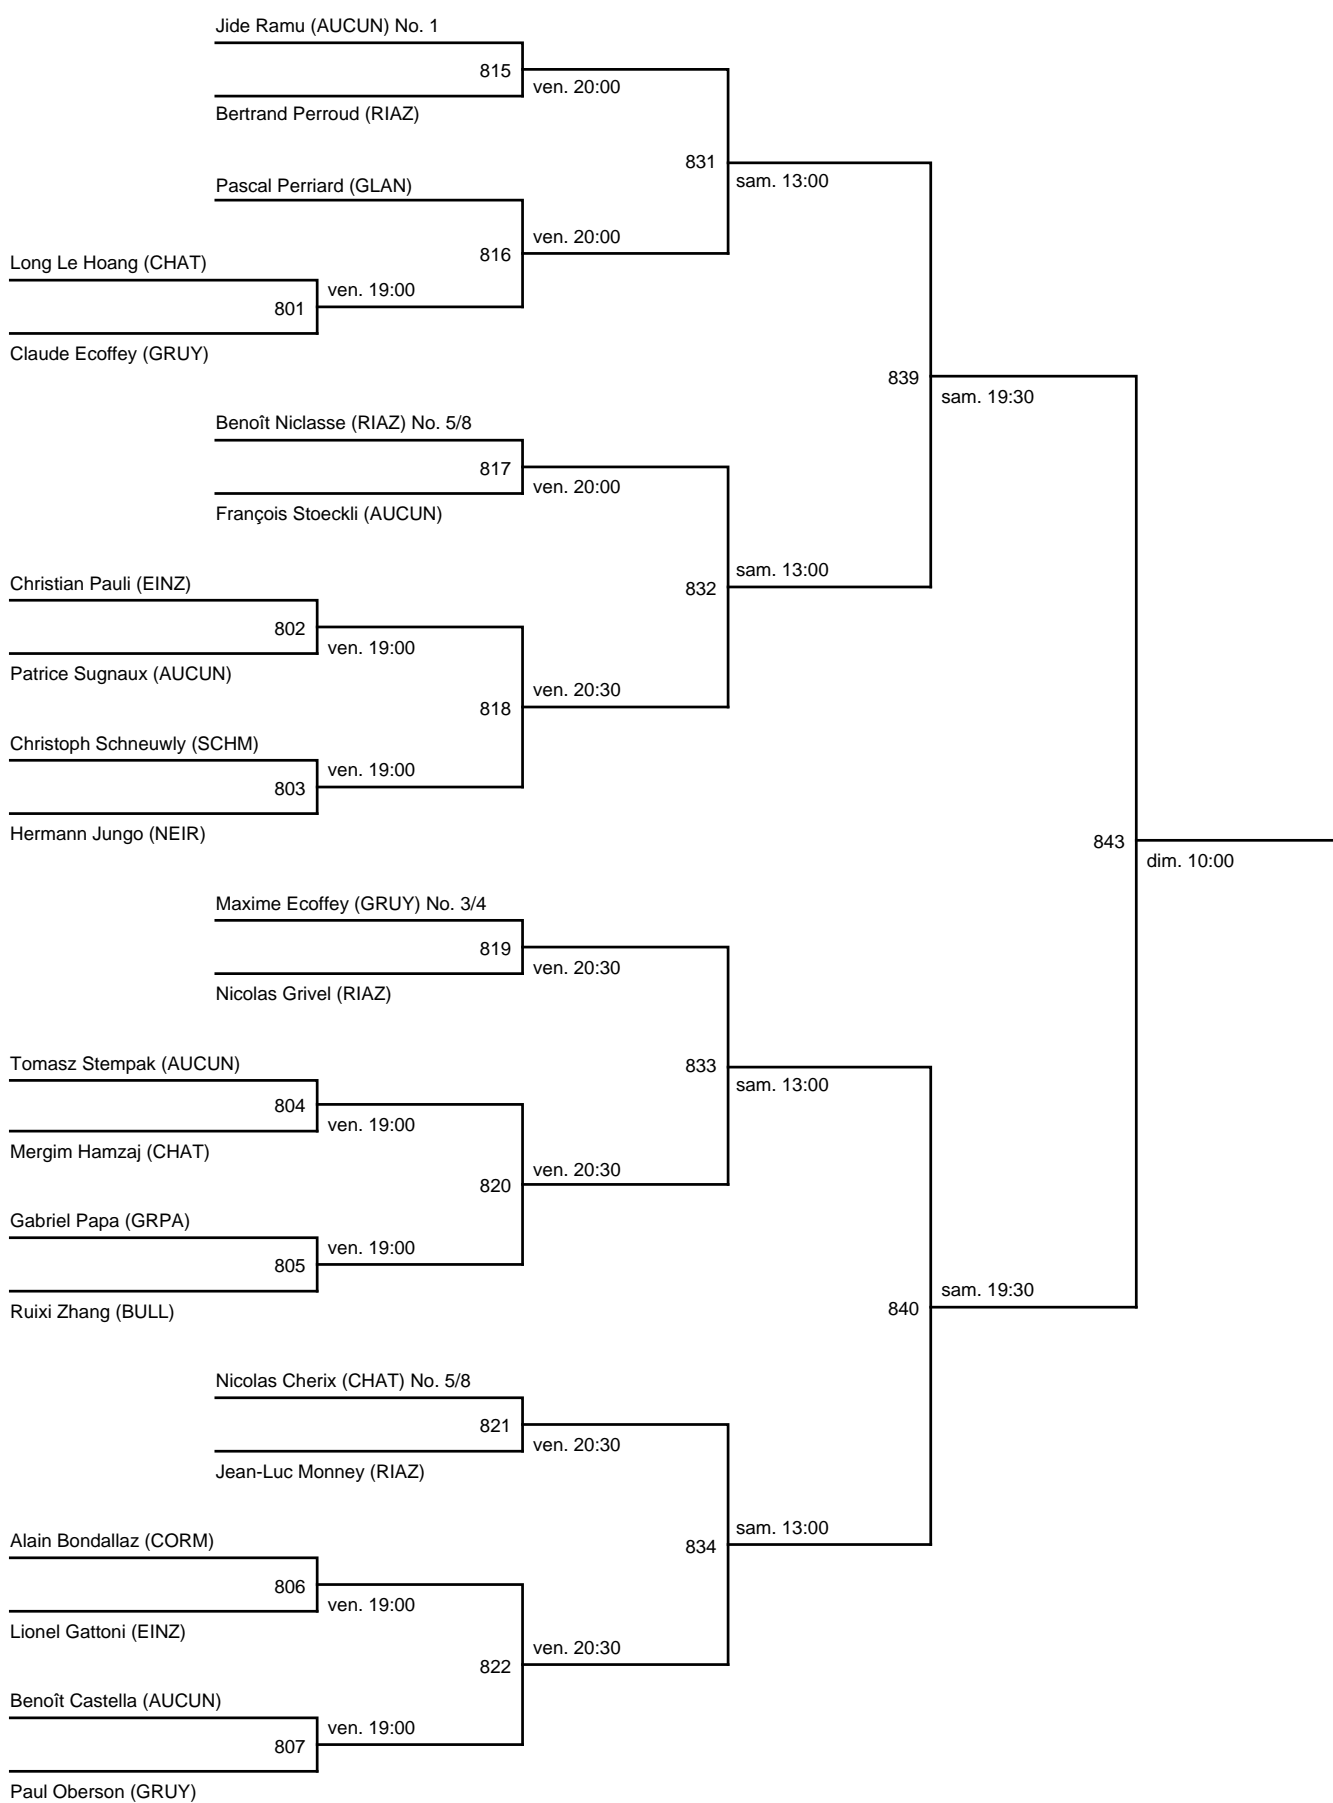 Jide Ramu (AUCUN) No. 1
815
ven. 20:00
Bertrand Perroud (RIAZ)
831
sam. 13:00
Pascal Perriard (GLAN)
816
ven. 20:00
Long Le Hoang (CHAT)
801
ven. 19:00
Claude Ecoffey (GRUY)
839
sam. 19:30
Benoît Niclasse (RIAZ) No. 5/8
817
ven. 20:00
François Stoeckli (AUCUN)
832
sam. 13:00
Christian Pauli (EINZ)
802
ven. 19:00
Patrice Sugnaux (AUCUN)
818
ven. 20:30
Christoph Schneuwly (SCHM)
803
ven. 19:00
Hermann Jungo (NEIR)
843
dim. 10:00
Maxime Ecoffey (GRUY) No. 3/4
819
ven. 20:30
Nicolas Grivel (RIAZ)
833
sam. 13:00
Tomasz Stempak (AUCUN)
804
ven. 19:00
Mergim Hamzaj (CHAT)
820
ven. 20:30
Gabriel Papa (GRPA)
805
ven. 19:00
Ruixi Zhang (BULL)
840
sam. 19:30
Nicolas Cherix (CHAT) No. 5/8
821
ven. 20:30
Jean-Luc Monney (RIAZ)
834
sam. 13:00
Alain Bondallaz (CORM)
806
ven. 19:00
Lionel Gattoni (EINZ)
822
ven. 20:30
Benoît Castella (AUCUN)
807
ven. 19:00
Paul Oberson (GRUY)